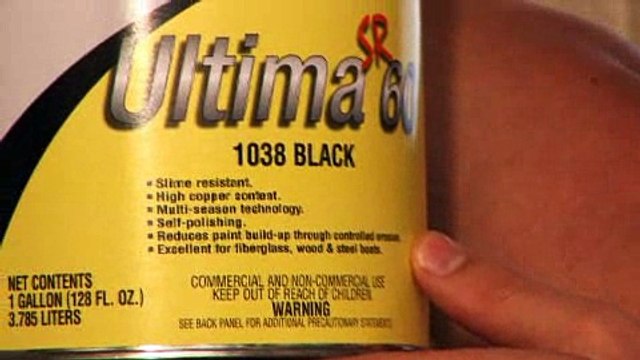 Ultima SR 60
1038 BLACK
• Slime resistant.
• High copper content.
• Multi-season technology.
• Self-polishing.
• Reduces paint build-up through controlled erosion.
• Excellent for fiberglass, wood & steel boats.
NET CONTENTS
1 GALLON (128 FL. OZ.)
3.785 LITERS
COMMERCIAL AND NON-COMMERCIAL USE
KEEP OUT OF REACH OF CHILDREN
WARNING
SEE BACK PANEL FOR ADDITIONAL PRECAUTIONARY STATEMENTS